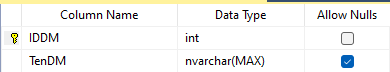 Column Name Data Type Allow Nulls
IDDM int
TenDM nvarchar(MAX)